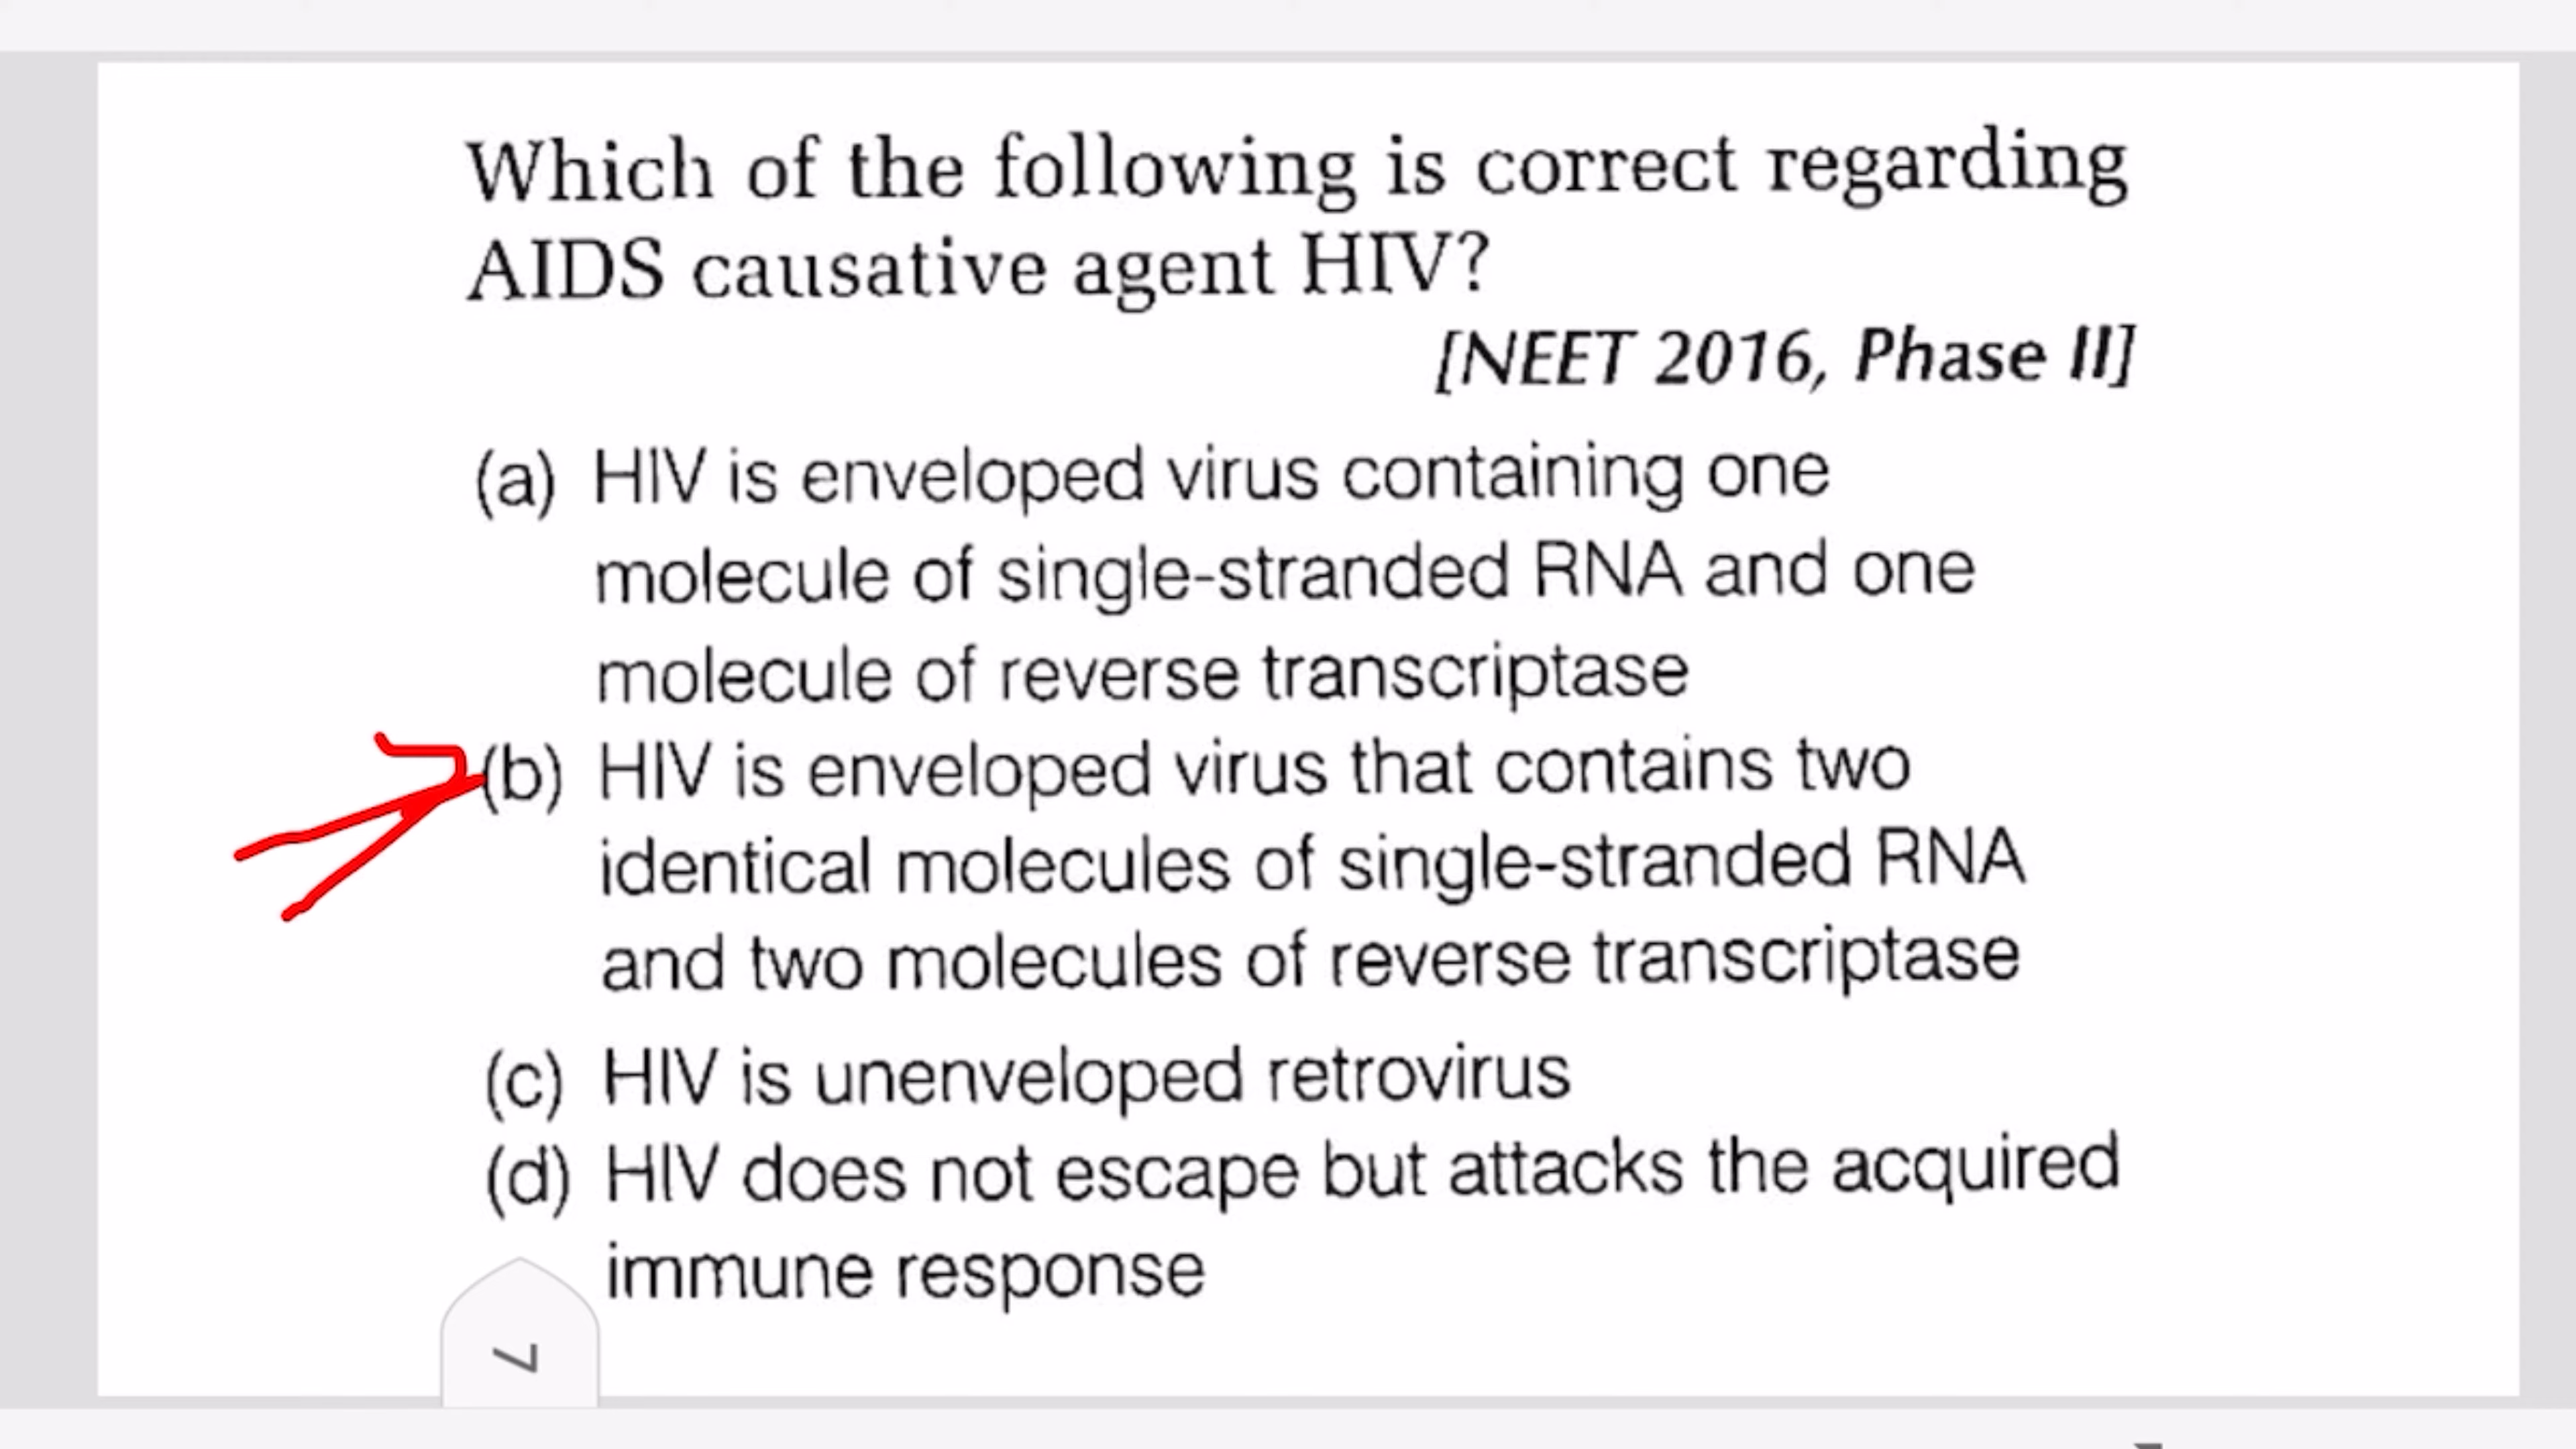 Which of the following is correct regarding
AIDS causative agent HIV?
[NEET 2016, Phase II]
(a) HIV is enveloped virus containing one
molecule of single-stranded RNA and one
molecule of reverse transcriptase
(b) HIV is enveloped virus that contains two
identical molecules of single-stranded RNA
and two molecules of reverse transcriptase
(c) HIV is unenveloped retrovirus
(d) HIV does not escape but attacks the acquired
immune response
7